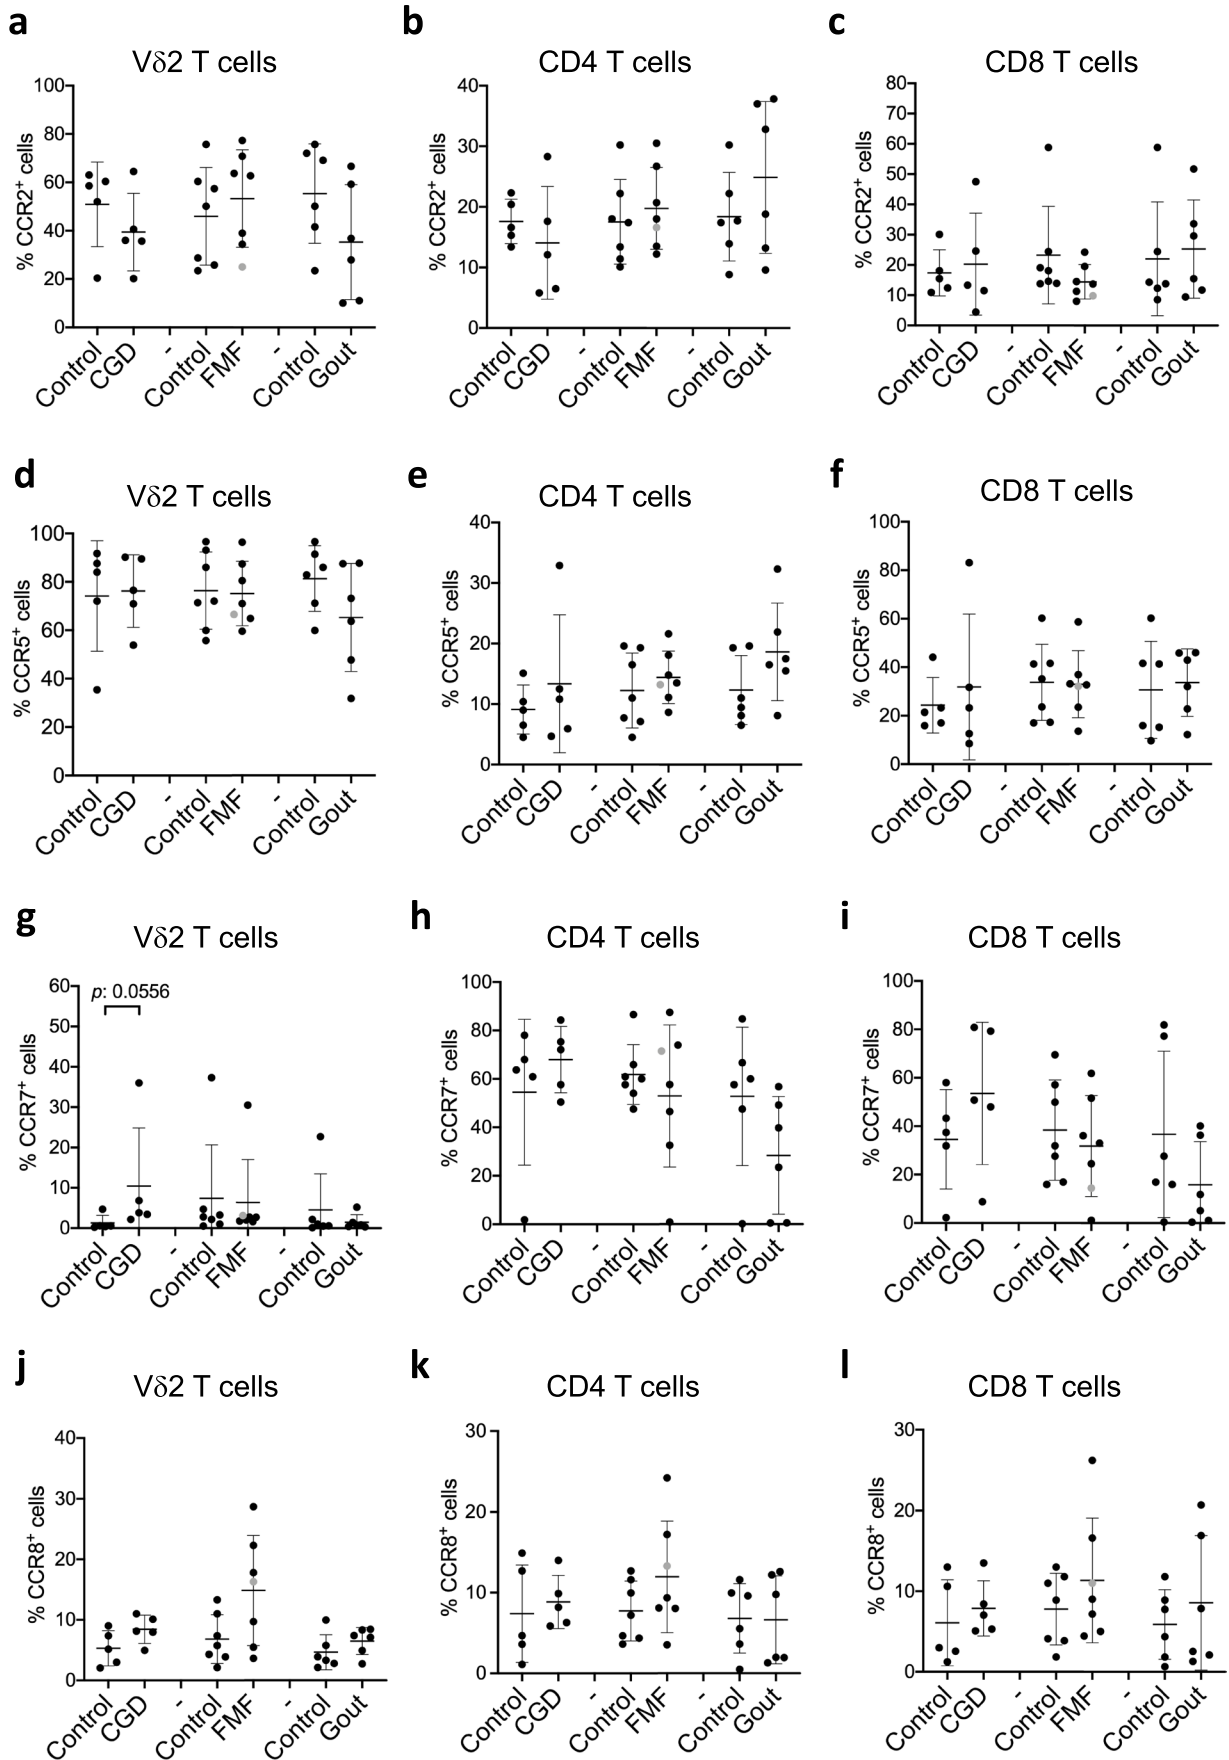 a
Vδ2 T cells
% CCR2+ cells
100
80
60
40
20
0
Control
CGD
-
Control
FMF
-
Control
Gout
b
CD4 T cells
% CCR2+ cells
40
30
20
10
0
Control
CGD
-
Control
FMF
-
Control
Gout
c
CD8 T cells
% CCR2+ cells
80
70
60
50
40
30
20
10
0
Control
CGD
-
Control
FMF
-
Control
Gout
d
Vδ2 T cells
% CCR5+ cells
100
80
60
40
20
0
Control
CGD
-
Control
FMF
-
Control
Gout
e
CD4 T cells
% CCR5+ cells
40
30
20
10
0
Control
CGD
-
Control
FMF
-
Control
Gout
f
CD8 T cells
% CCR5+ cells
100
80
60
40
20
0
Control
CGD
-
Control
FMF
-
Control
Gout
g
Vδ2 T cells
% CCR7+ cells
60
50
40
30
20
10
0
p: 0.0556
Control
CGD
-
Control
FMF
-
Control
Gout
h
CD4 T cells
% CCR7+ cells
100
80
60
40
20
0
Control
CGD
-
Control
FMF
-
Control
Gout
i
CD8 T cells
% CCR7+ cells
100
80
60
40
20
0
Control
CGD
-
Control
FMF
-
Control
Gout
j
Vδ2 T cells
% CCR8+ cells
40
30
20
10
0
Control
CGD
-
Control
FMF
-
Control
Gout
k
CD4 T cells
% CCR8+ cells
30
20
10
0
Control
CGD
-
Control
FMF
-
Control
Gout
l
CD8 T cells
% CCR8+ cells
30
20
10
0
Control
CGD
-
Control
FMF
-
Control
Gout